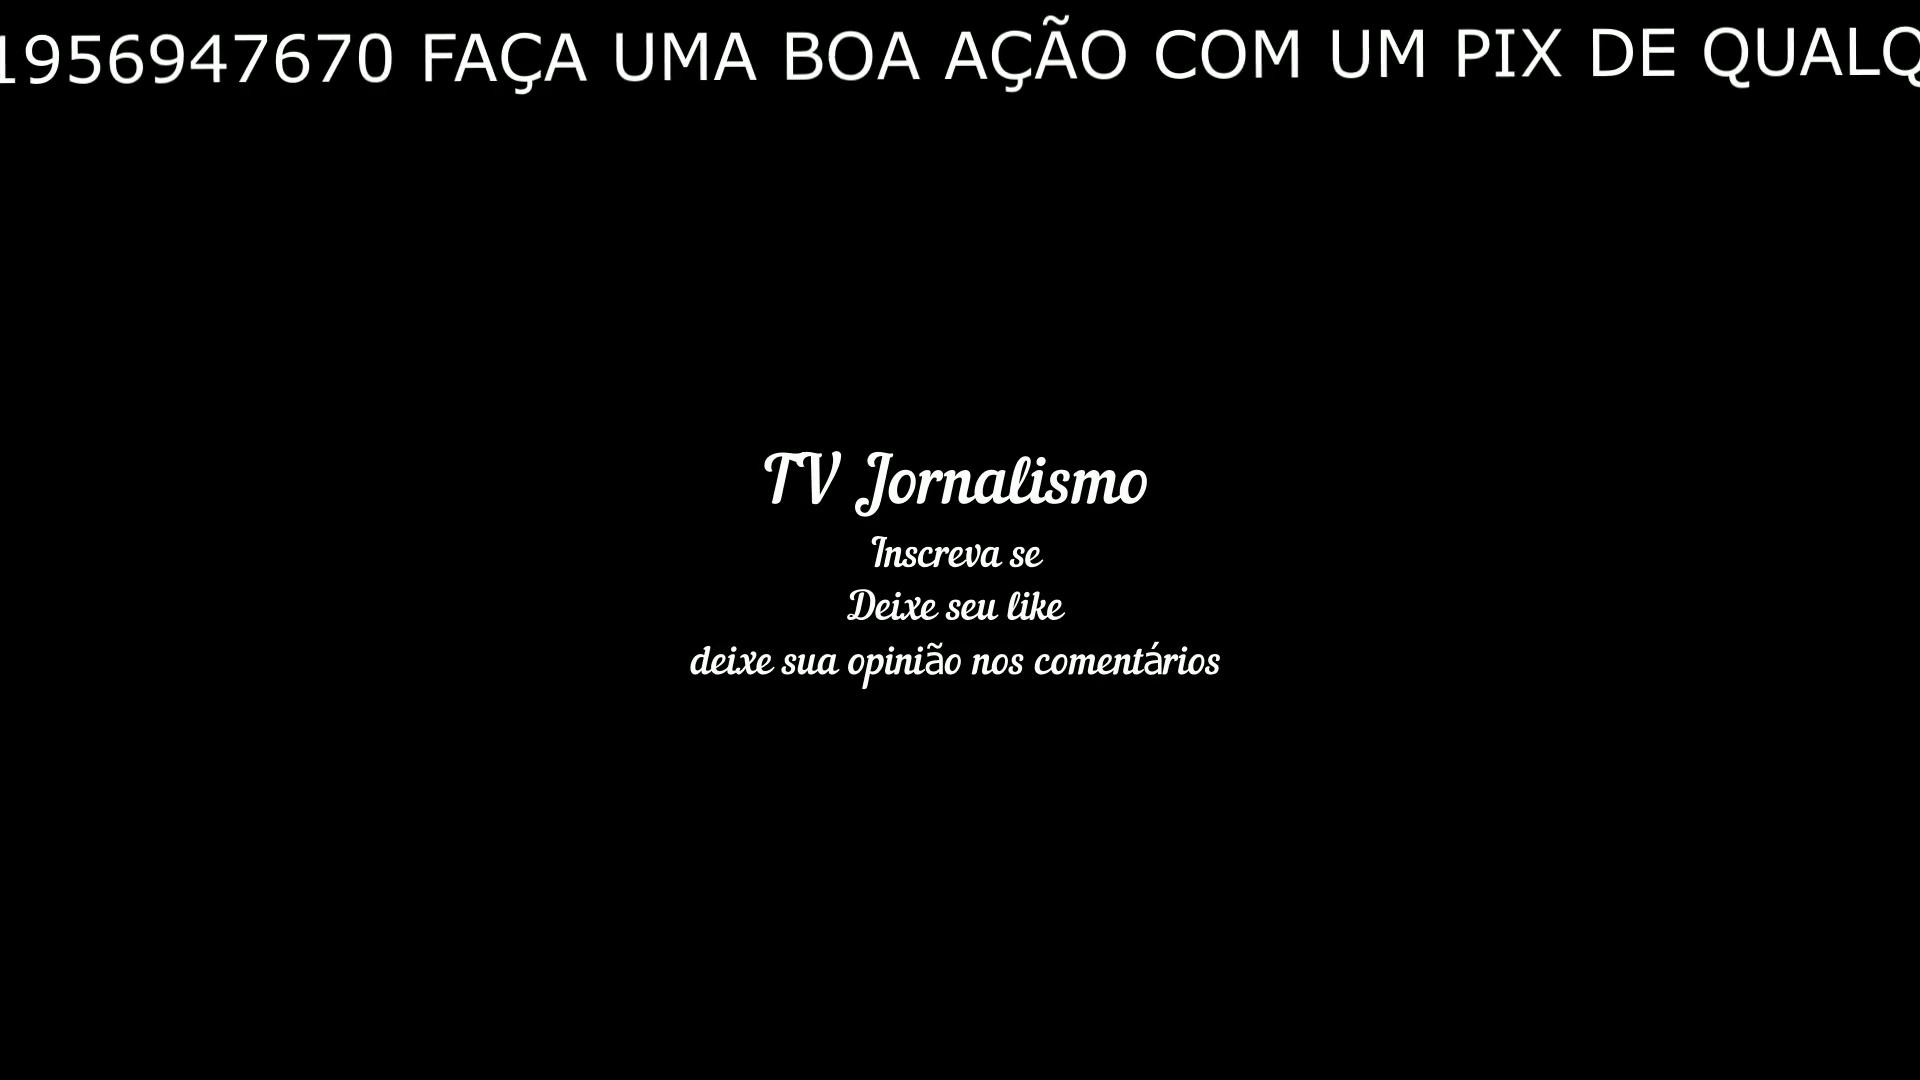 1956947670 FAÇA UMA BOA AÇÃO COM UM PIX DE QUALQ
TV Jornalismo
Inscreva se
Deixe seu like
deixe sua opinião nos comentários